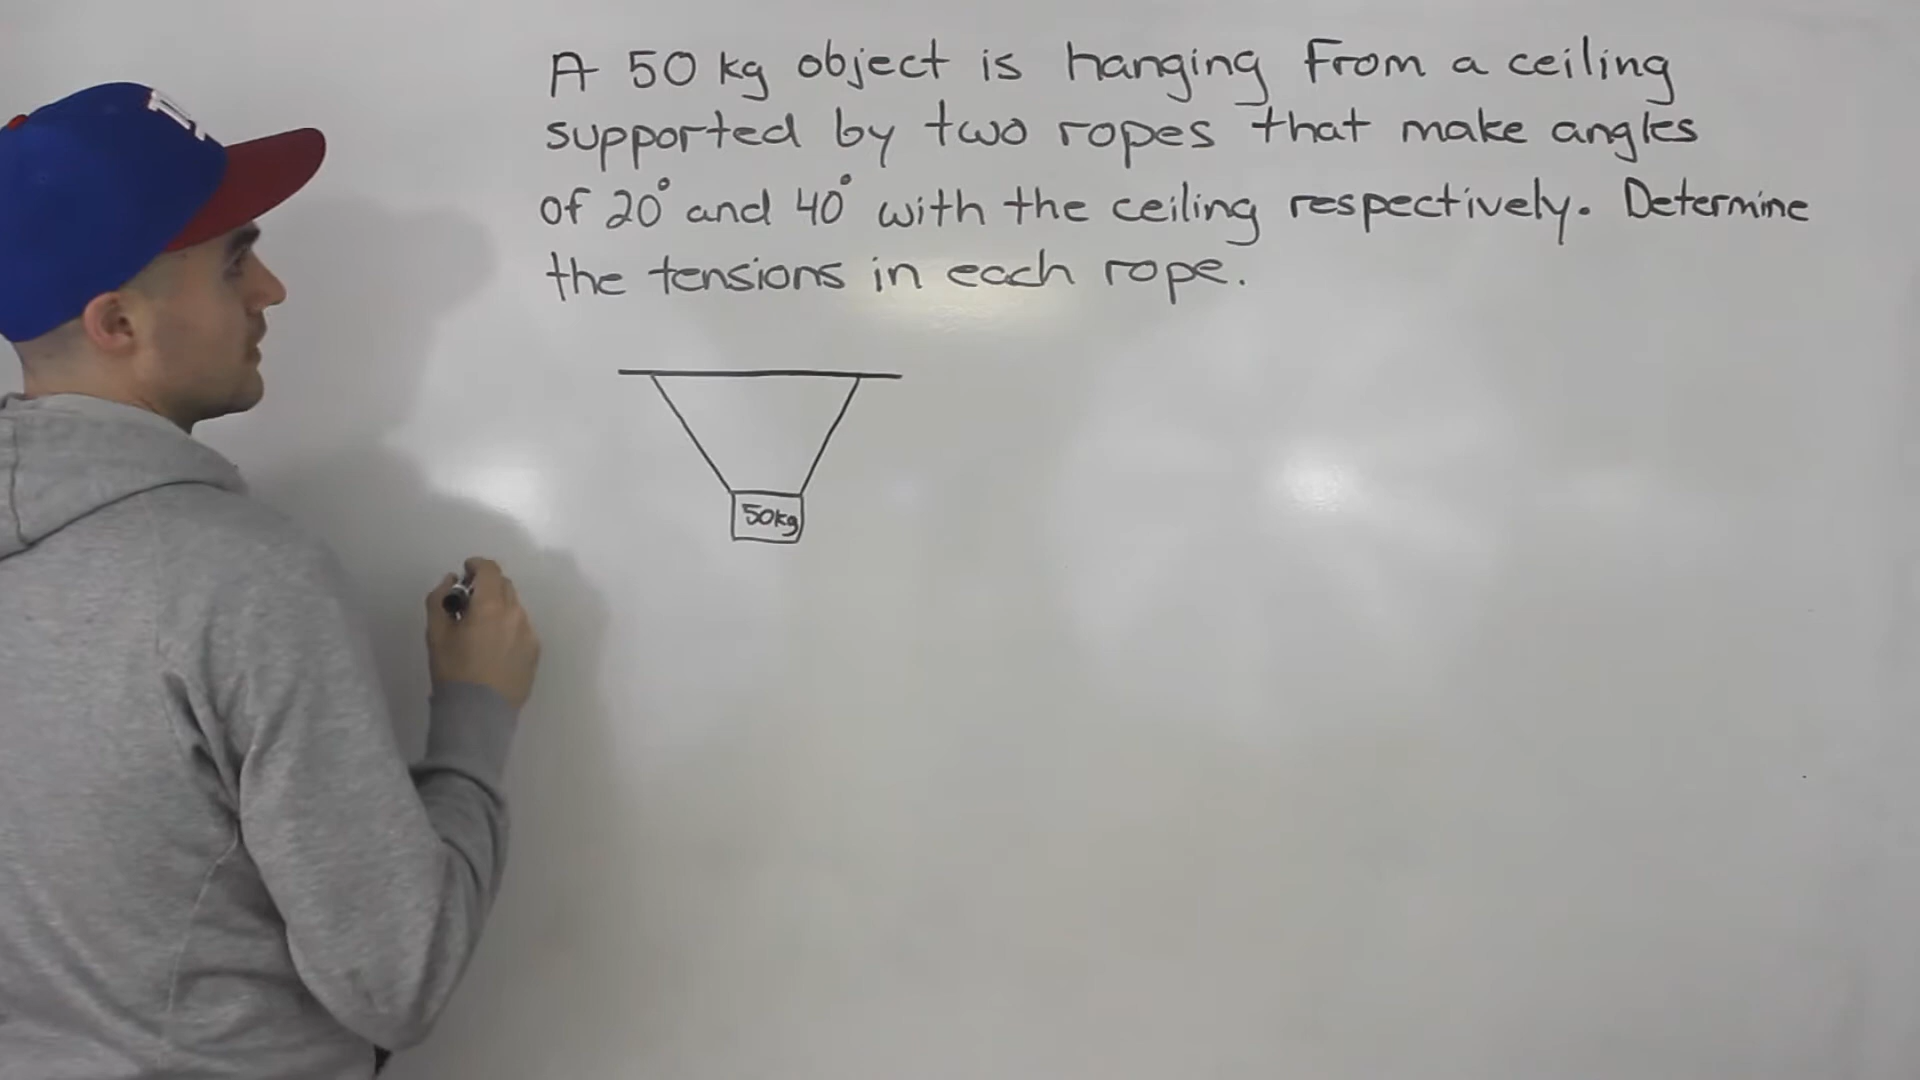 A 50 kg object is hanging from a ceiling
supported by two ropes that make angles
of 20° and 40° with the ceiling respectively. Determine
the tensions in each rope.
50kg